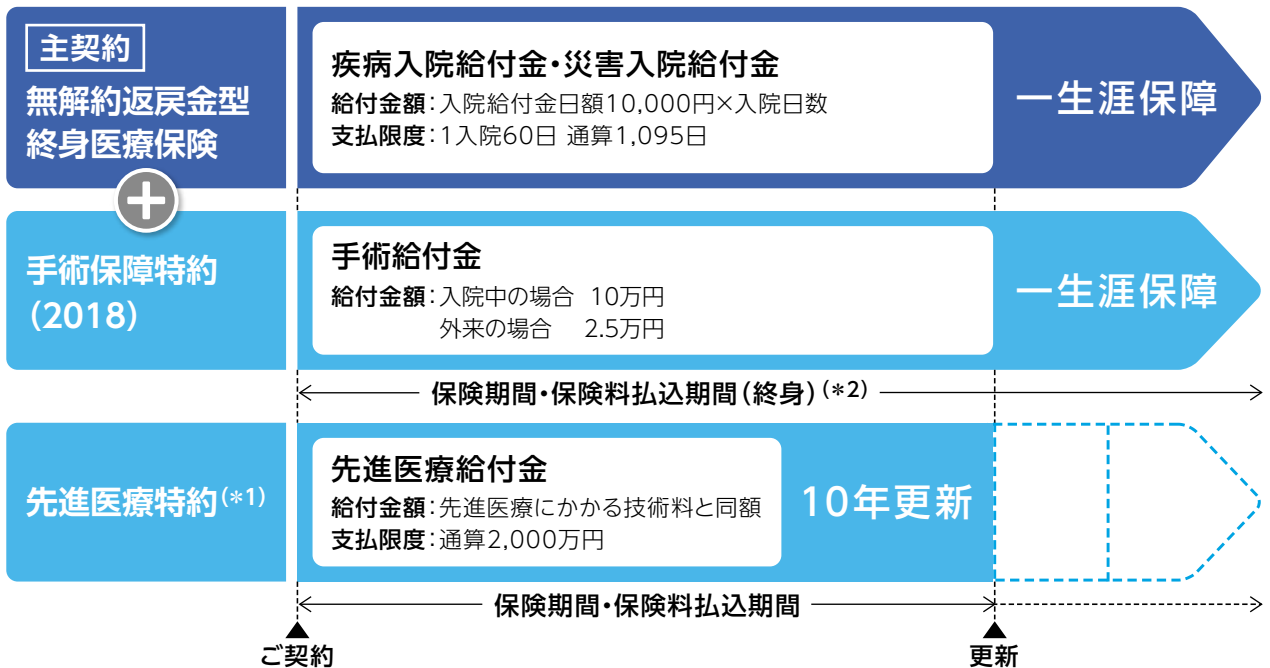 主契約
無解約返戻金型
終身医療保険
疾病入院給付金・災害入院給付金
給付金額：入院給付金日額10,000円×入院日数
支払限度：1入院60日 通算1,095日
一生涯保障
手術保障特約
（2018）
手術給付金
給付金額：入院中の場合 10万円
外来の場合 2.5万円
一生涯保障
保険期間・保険料払込期間（終身）(*2)
先進医療特約(*1)
先進医療給付金
給付金額：先進医療にかかる技術料と同額
支払限度：通算2,000万円
10年更新
保険期間・保険料払込期間
ご契約
更新